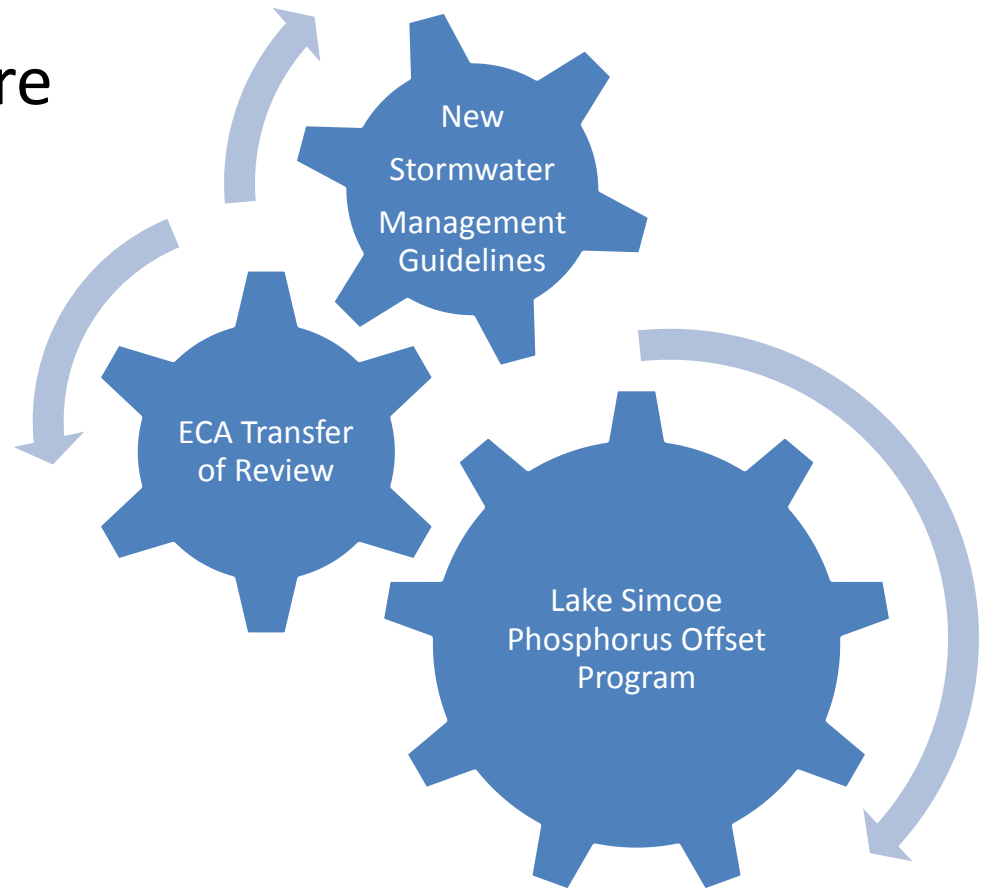 re
New
Stormwater
Management
Guidelines
ECA Transfer
of Review
Lake Simcoe
Phosphorus Offset
Program